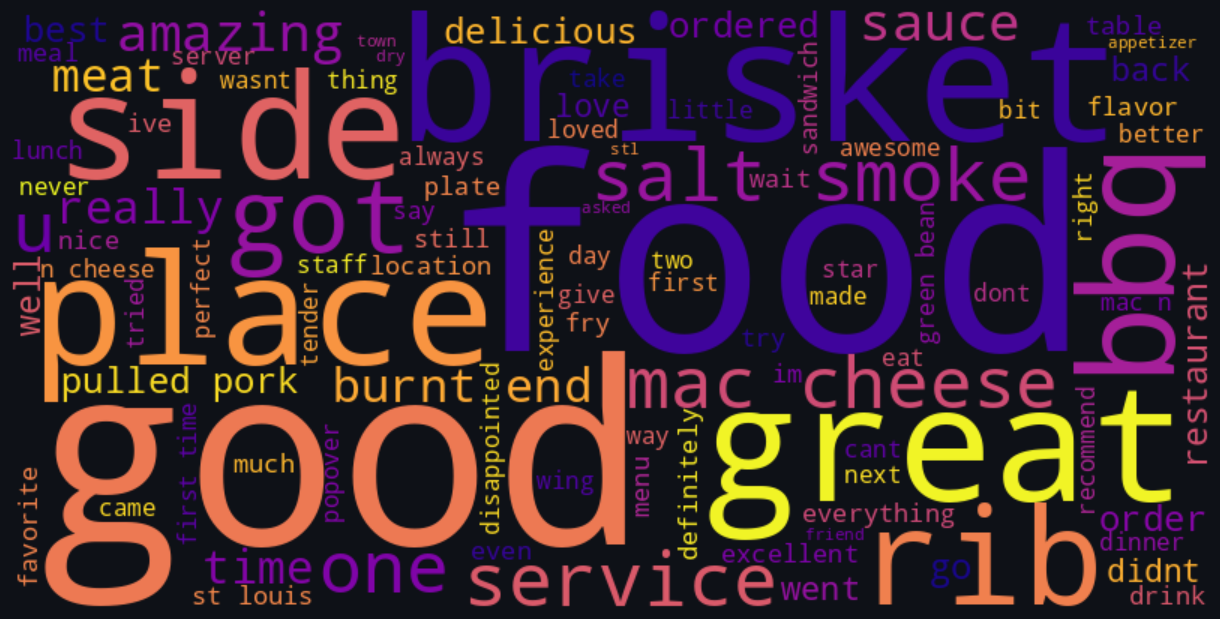 best
amazing
town
delicious
ordered
sauce
table
meal
server
dry
brisket
appetizer
meat
wasnt
thing
take
sandwich
back
side
love
little
bit
flavor
ive
loved
better
lunch
always
stl
awesome
never
plate
food
salt
wait
smoke
bbq
really
got
say
asked
right
u
nice
still
experience
green bean
well
n cheese
perfect
staff
location
day
two
first
star
made
dont
place
tried
tender
give
mac n
restaurant
fry
try
eat
pulled pork
burnt end
mac cheese
im
good
disappointed
great
recommend
first time
popover
way
definitely
cant
much
wing
menu
next
favorite
came
everything
rib
order
friend
dinner
time
one
even
service
excellent
went
go
didnt
st louis
drink